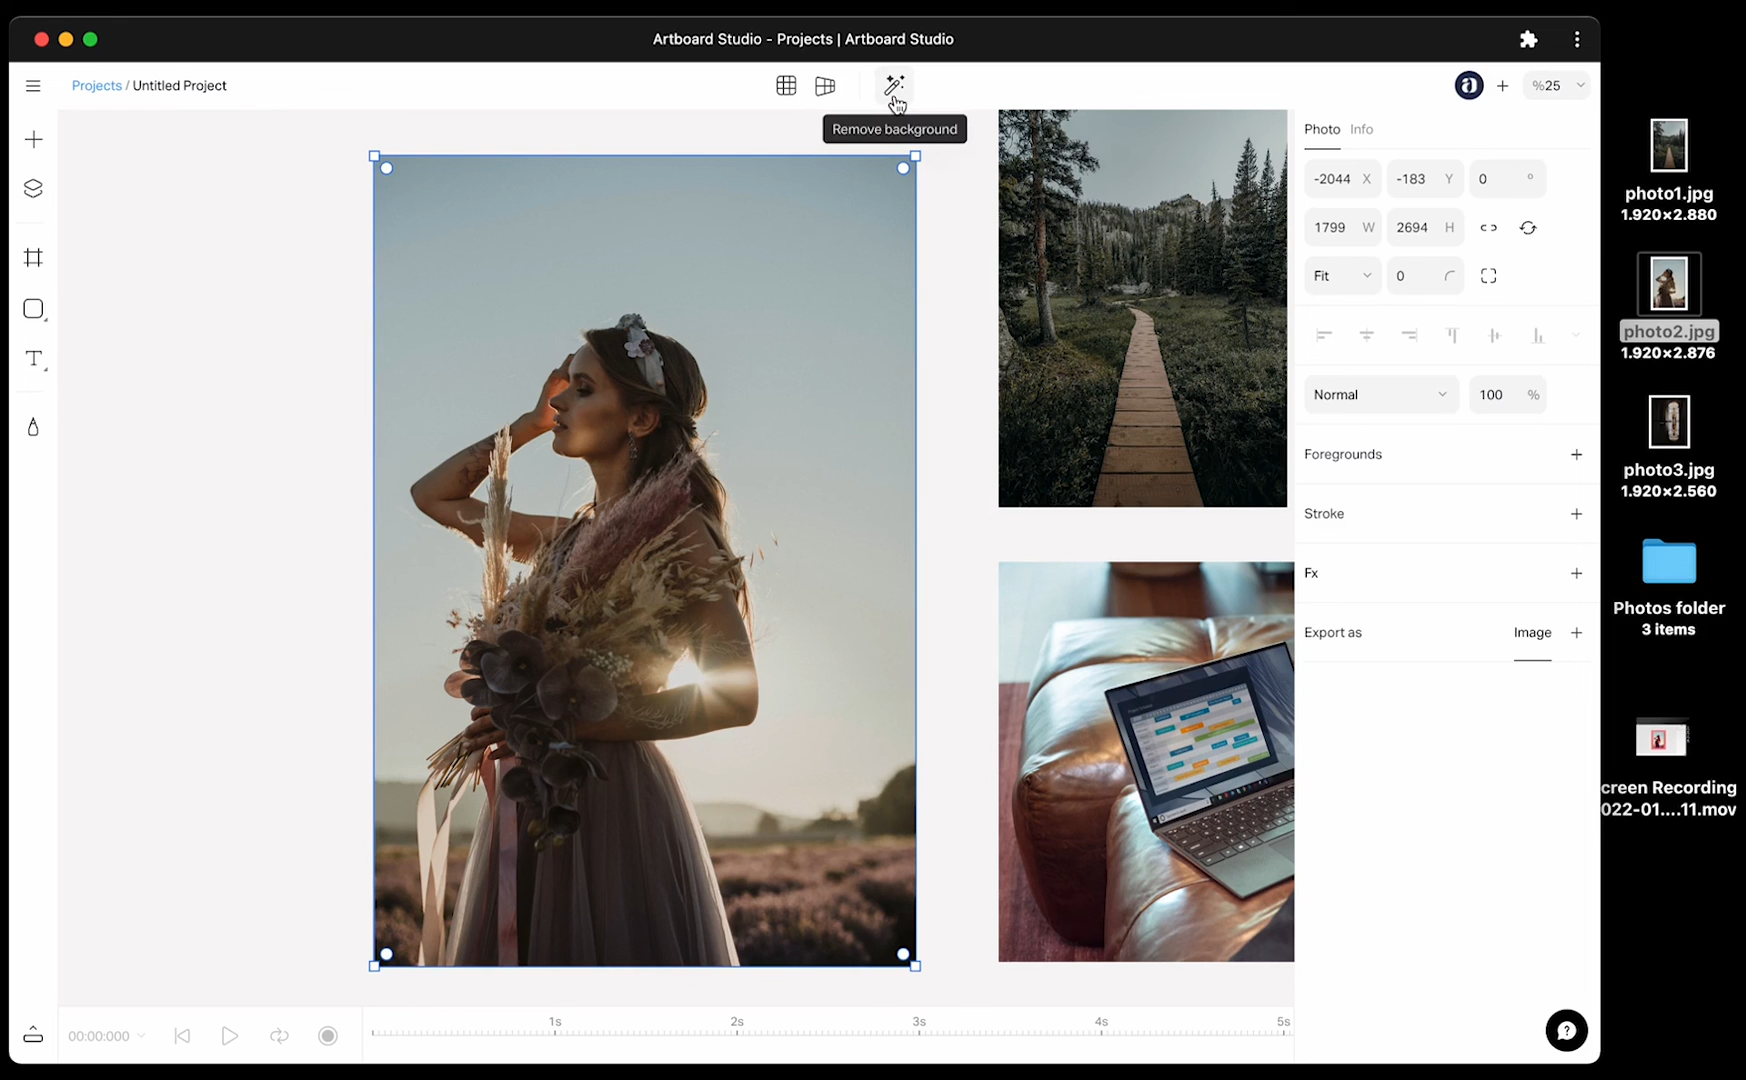 Artboard Studio - Projects | Artboard Studio
Projects / Untitled Project
%25
Remove background
Photo Info
-2044 X -183 Y 0 °
1799 W 2694 H
Fit 0
Normal 100 %
Foregrounds
Stroke
Fx
Export as Image
00:00:000
1s 2s 3s 4s 5s
photo1.jpg
1.920×2.880
photo2.jpg
1.920×2.876
photo3.jpg
1.920×2.560
Photos folder
3 items
creen Recording
022-01....11.mov